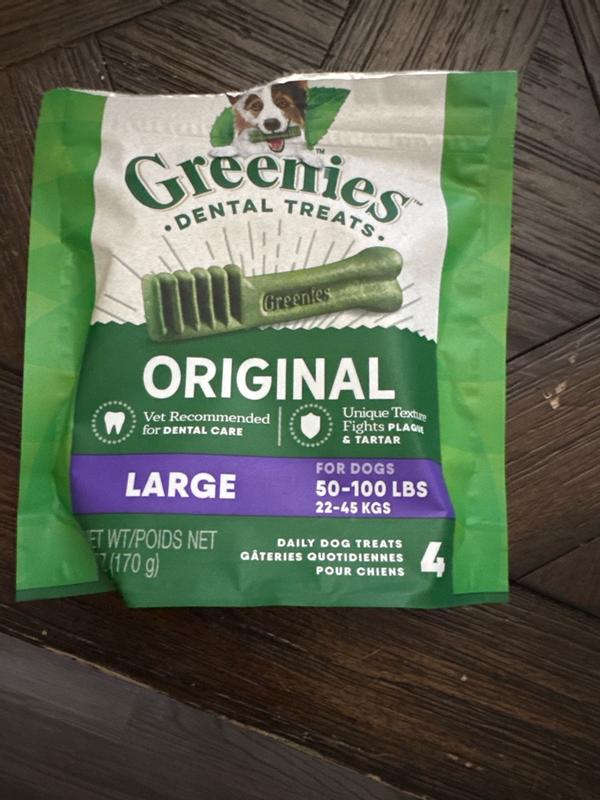 Greenies™
• DENTAL TREATS •
Greenies
ORIGINAL
Vet Recommended
for DENTAL CARE
Unique Texture
Fights PLAQUE
& TARTAR
LARGE
FOR DOGS
50-100 LBS
22-45 KGS
ET WT/POIDS NET
Z (170 g)
DAILY DOG TREATS
GÂTERIES QUOTIDIENNES
POUR CHIENS
4